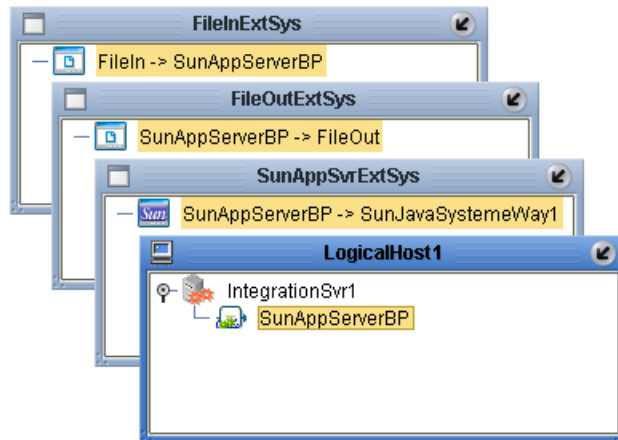 FileInExtSys
FileIn -> SunAppServerBP
FileOutExtSys
SunAppServerBP -> FileOut
SunAppSvrExtSys
Sun SunAppServerBP -> SunJavaSystemeWay1
LogicalHost1
IntegrationSvr1
SunAppServerBP